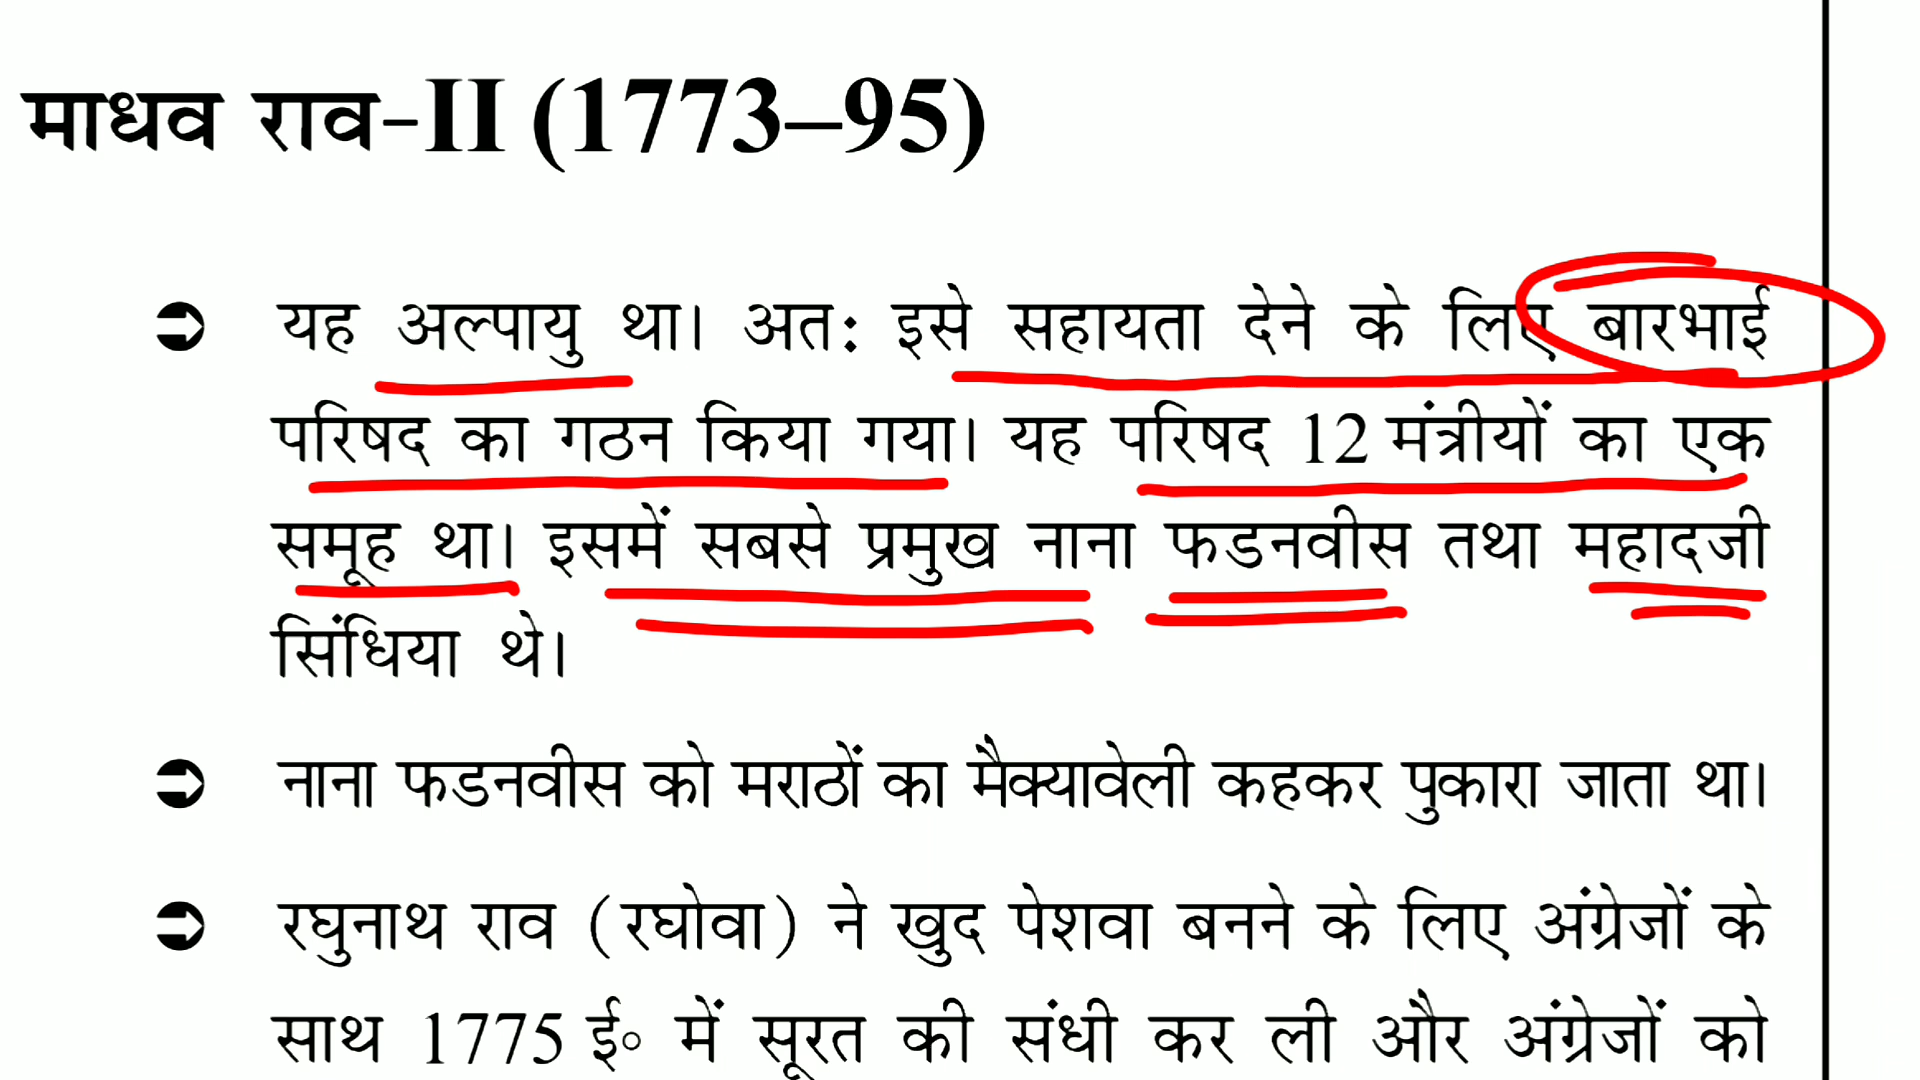 माधव राव-II (1773–95)
➲ यह अल्पायु था। अत: इसे सहायता देने के लिए बारभाई
परिषद का गठन किया गया। यह परिषद 12 मंत्रीयों का एक
समूह था। इसमें सबसे प्रमुख नाना फडनवीस तथा महादजी
सिंधिया थे।
➲ नाना फडनवीस को मराठों का मैक्यावेली कहकर पुकारा जाता था।
➲ रघुनाथ राव (रघोवा) ने खुद पेशवा बनने के लिए अंग्रेजों के
साथ 1775 ई॰ में सूरत की संधी कर ली और अंग्रेजों को